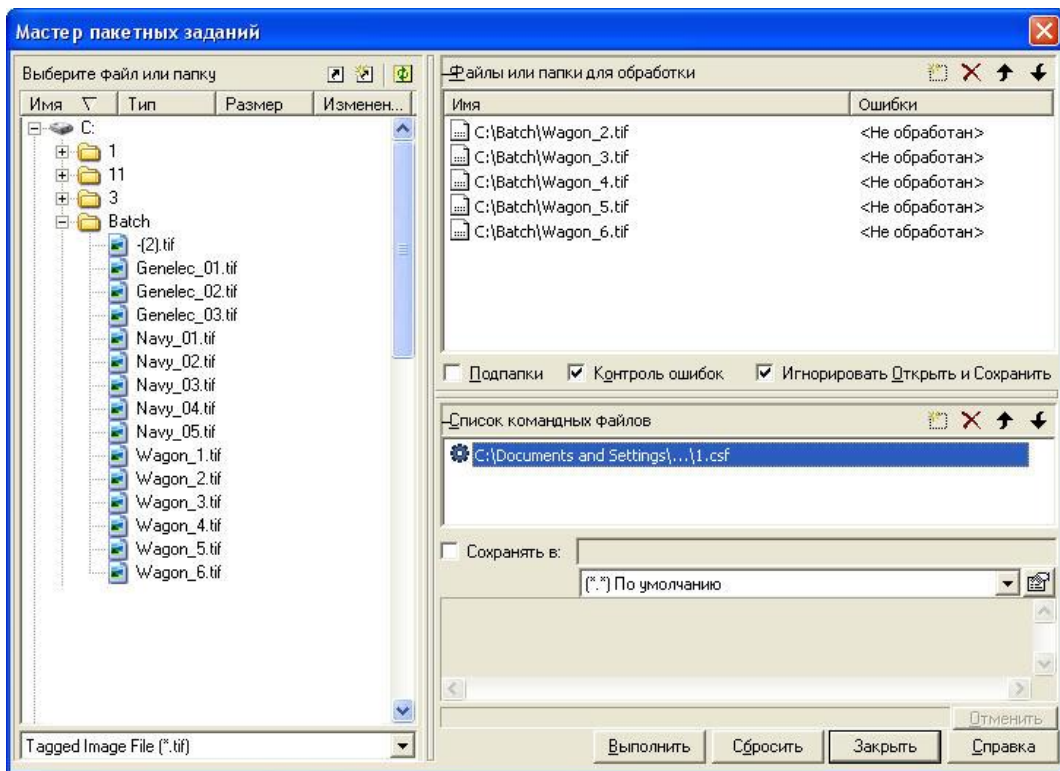 Мастер пакетных заданий
Выберите файл или папку
Имя Тип Размер Изменен...
C:
1
11
3
Batch
-(2).tif
Genelec_01.tif
Genelec_02.tif
Genelec_03.tif
Navy_01.tif
Navy_02.tif
Navy_03.tif
Navy_04.tif
Navy_05.tif
Wagon_1.tif
Wagon_2.tif
Wagon_3.tif
Wagon_4.tif
Wagon_5.tif
Wagon_6.tif
Tagged Image File (*.tif)
Файлы или папки для обработки
Имя Ошибки
C:\Batch\Wagon_2.tif <Не обработан>
C:\Batch\Wagon_3.tif <Не обработан>
C:\Batch\Wagon_4.tif <Не обработан>
C:\Batch\Wagon_5.tif <Не обработан>
C:\Batch\Wagon_6.tif <Не обработан>
Подпапки Контроль ошибок Игнорировать Открыть и Сохранить
Список командных файлов
C:\Documents and Settings\...\1.csf
Сохранять в:
(*.*) По умолчанию
Отменить
Выполнить Сбросить Закрыть Справка